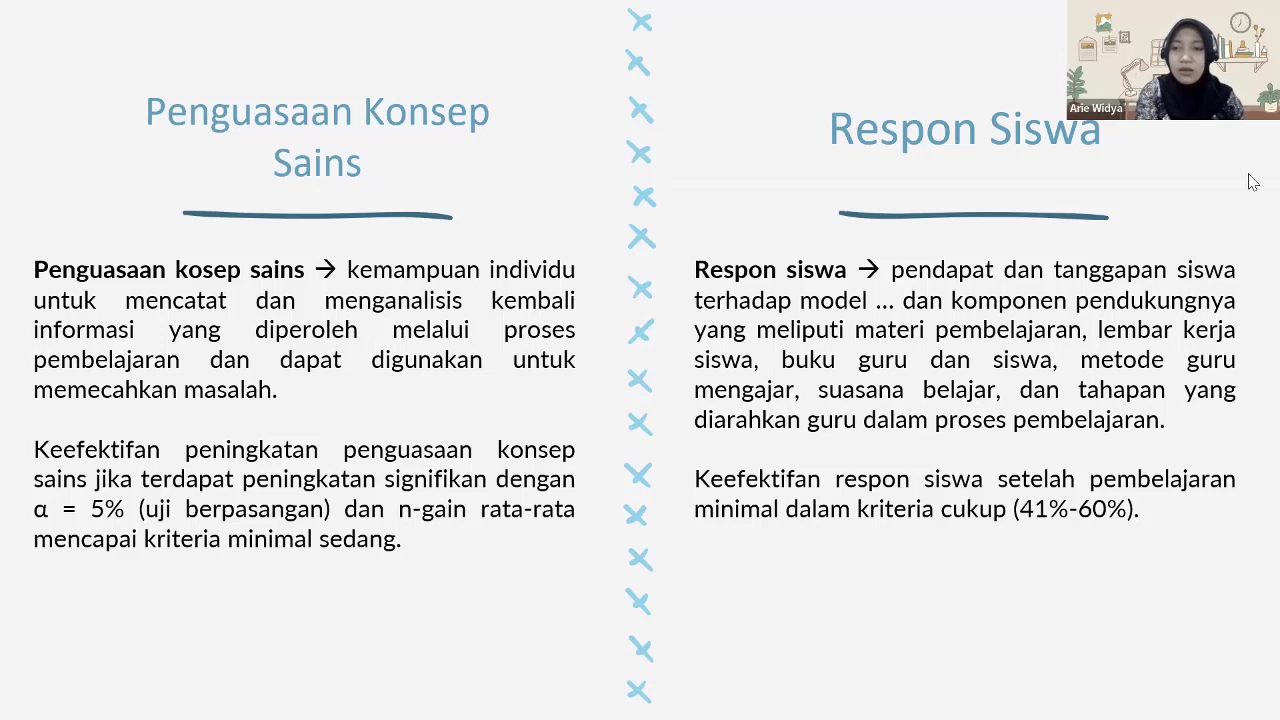 Penguasaan Konsep
Sains
Penguasaan kosep sains → kemampuan individu
untuk mencatat dan menganalisis kembali
informasi yang diperoleh melalui proses
pembelajaran dan dapat digunakan untuk
memecahkan masalah.
Keefektifan peningkatan penguasaan konsep
sains jika terdapat peningkatan signifikan dengan
α = 5% (uji berpasangan) dan n-gain rata-rata
mencapai kriteria minimal sedang.
Arie Widya
Respon Siswa
Respon siswa → pendapat dan tanggapan siswa
terhadap model ... dan komponen pendukungnya
yang meliputi materi pembelajaran, lembar kerja
siswa, buku guru dan siswa, metode guru
mengajar, suasana belajar, dan tahapan yang
diarahkan guru dalam proses pembelajaran.
Keefektifan respon siswa setelah pembelajaran
minimal dalam kriteria cukup (41%-60%).